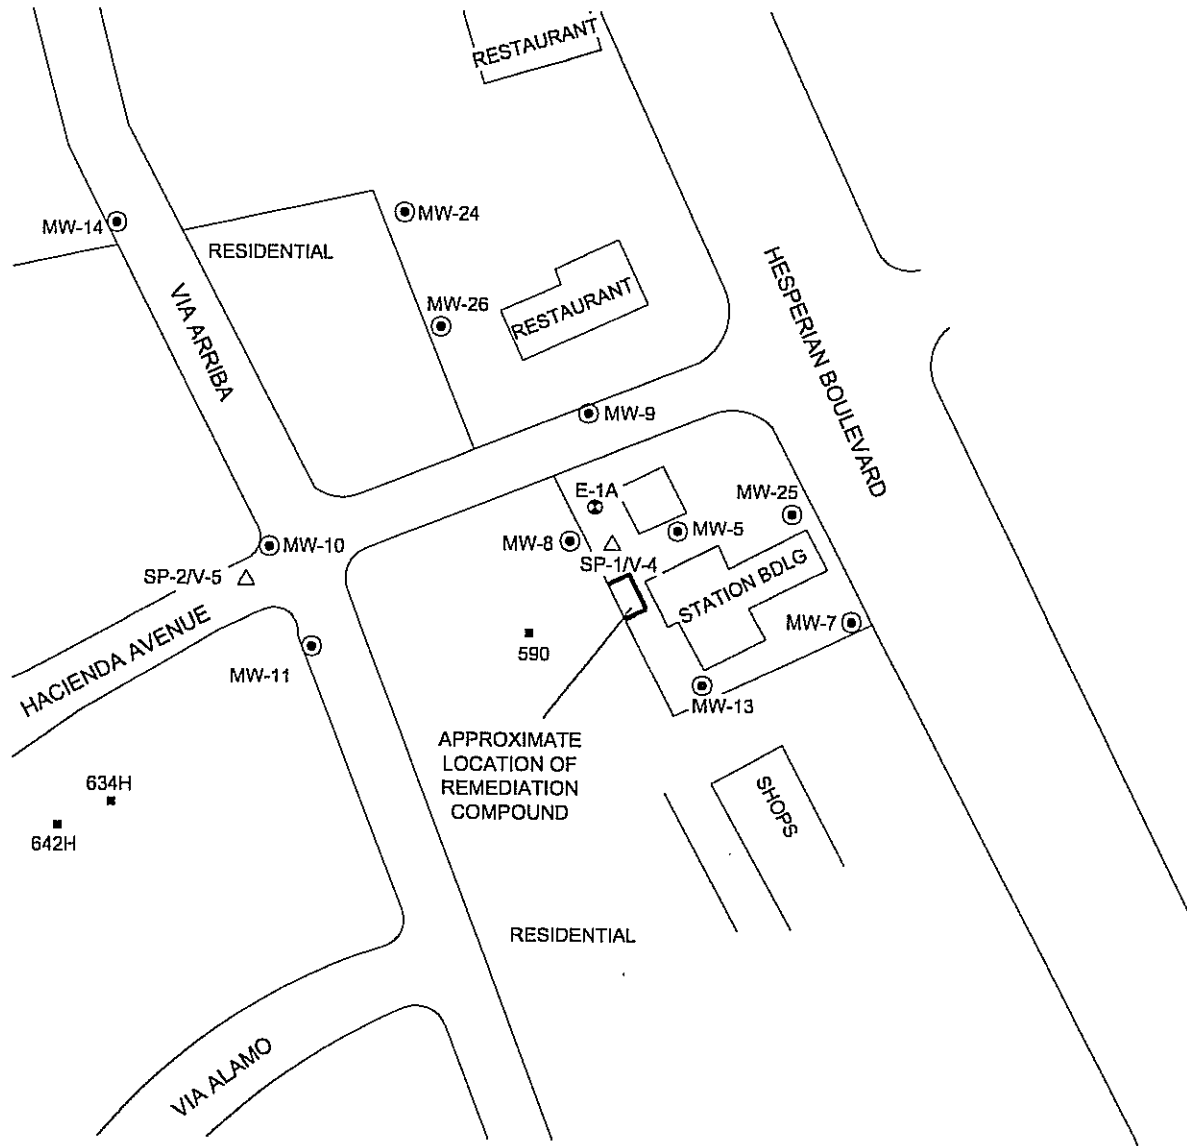 RESTAURANT
MW-14
MW-24
RESIDENTIAL
MW-26
RESTAURANT
VIA ARRIBA
HESPERIAN BOULEVARD
MW-9
E-1A
MW-25
MW-5
MW-8
MW-10
SP-1/V-4
SP-2/V-5
STATION BDLG
MW-7
590
MW-11
HACIENDA AVENUE
MW-13
APPROXIMATE
LOCATION OF
REMEDIATION
COMPOUND
634H
642H
SHOPS
RESIDENTIAL
VIA ALAMO